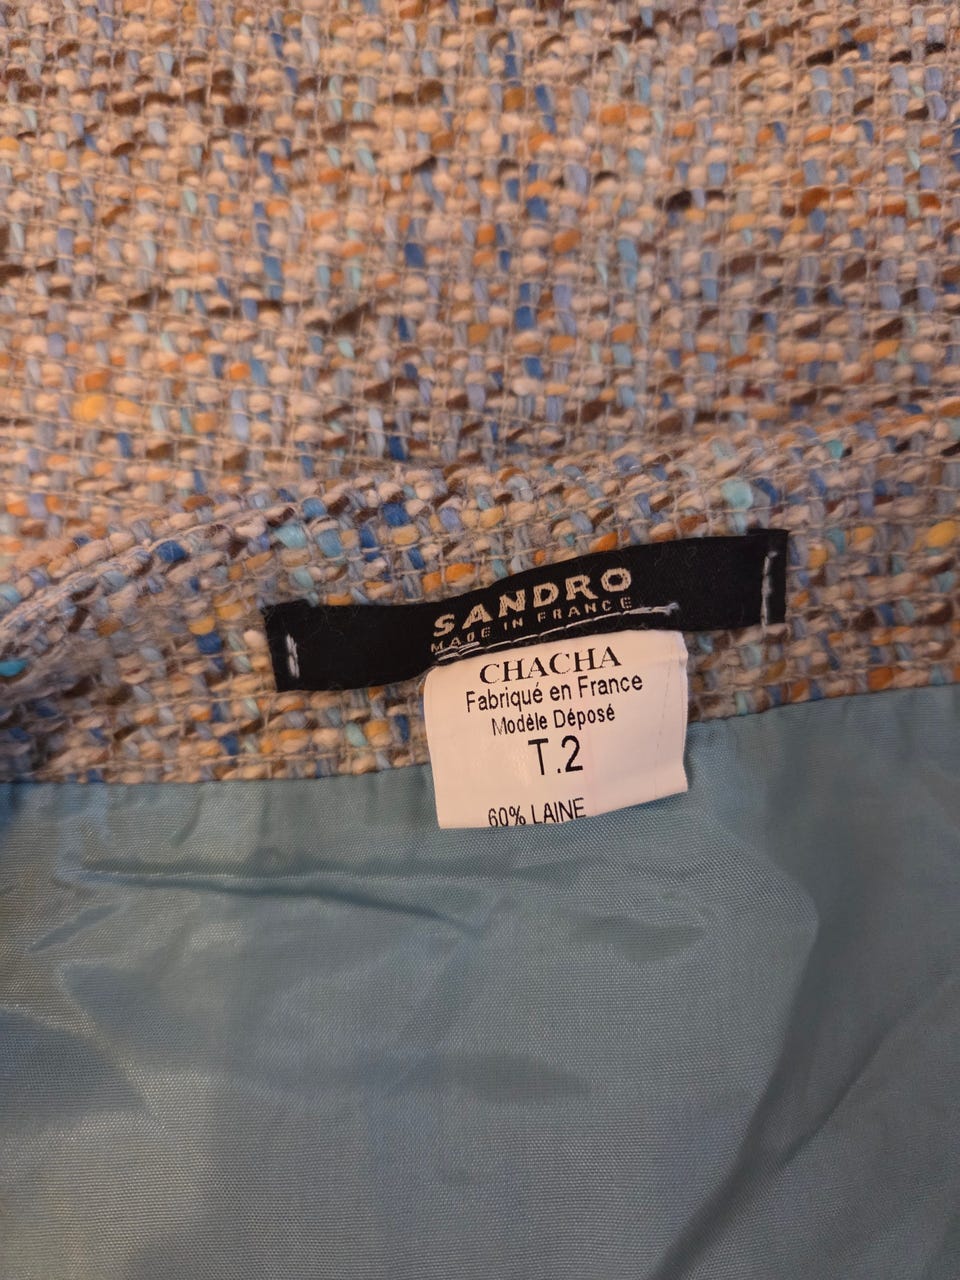 SANDRO
MADE IN FRANCE
CHACHA
Fabriqué en France
Modèle Déposé
T.2
60% LAINE